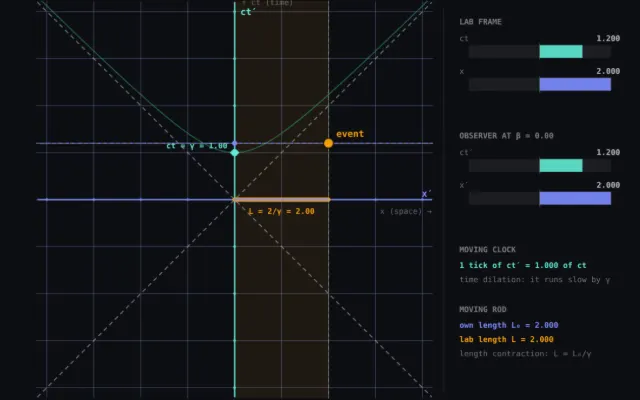 ↑ ct (time)
ct′
ct = γ = 1.00
event
x′
L = 2/γ = 2.00
x (space) →
LAB FRAME
ct 1.200
x 2.000
OBSERVER AT β = 0.00
ct′ 1.200
x′ 2.000
MOVING CLOCK
1 tick of ct′ = 1.000 of ct
time dilation: it runs slow by γ
MOVING ROD
own length L₀ = 2.000
lab length L = 2.000
length contraction: L = L₀/γ